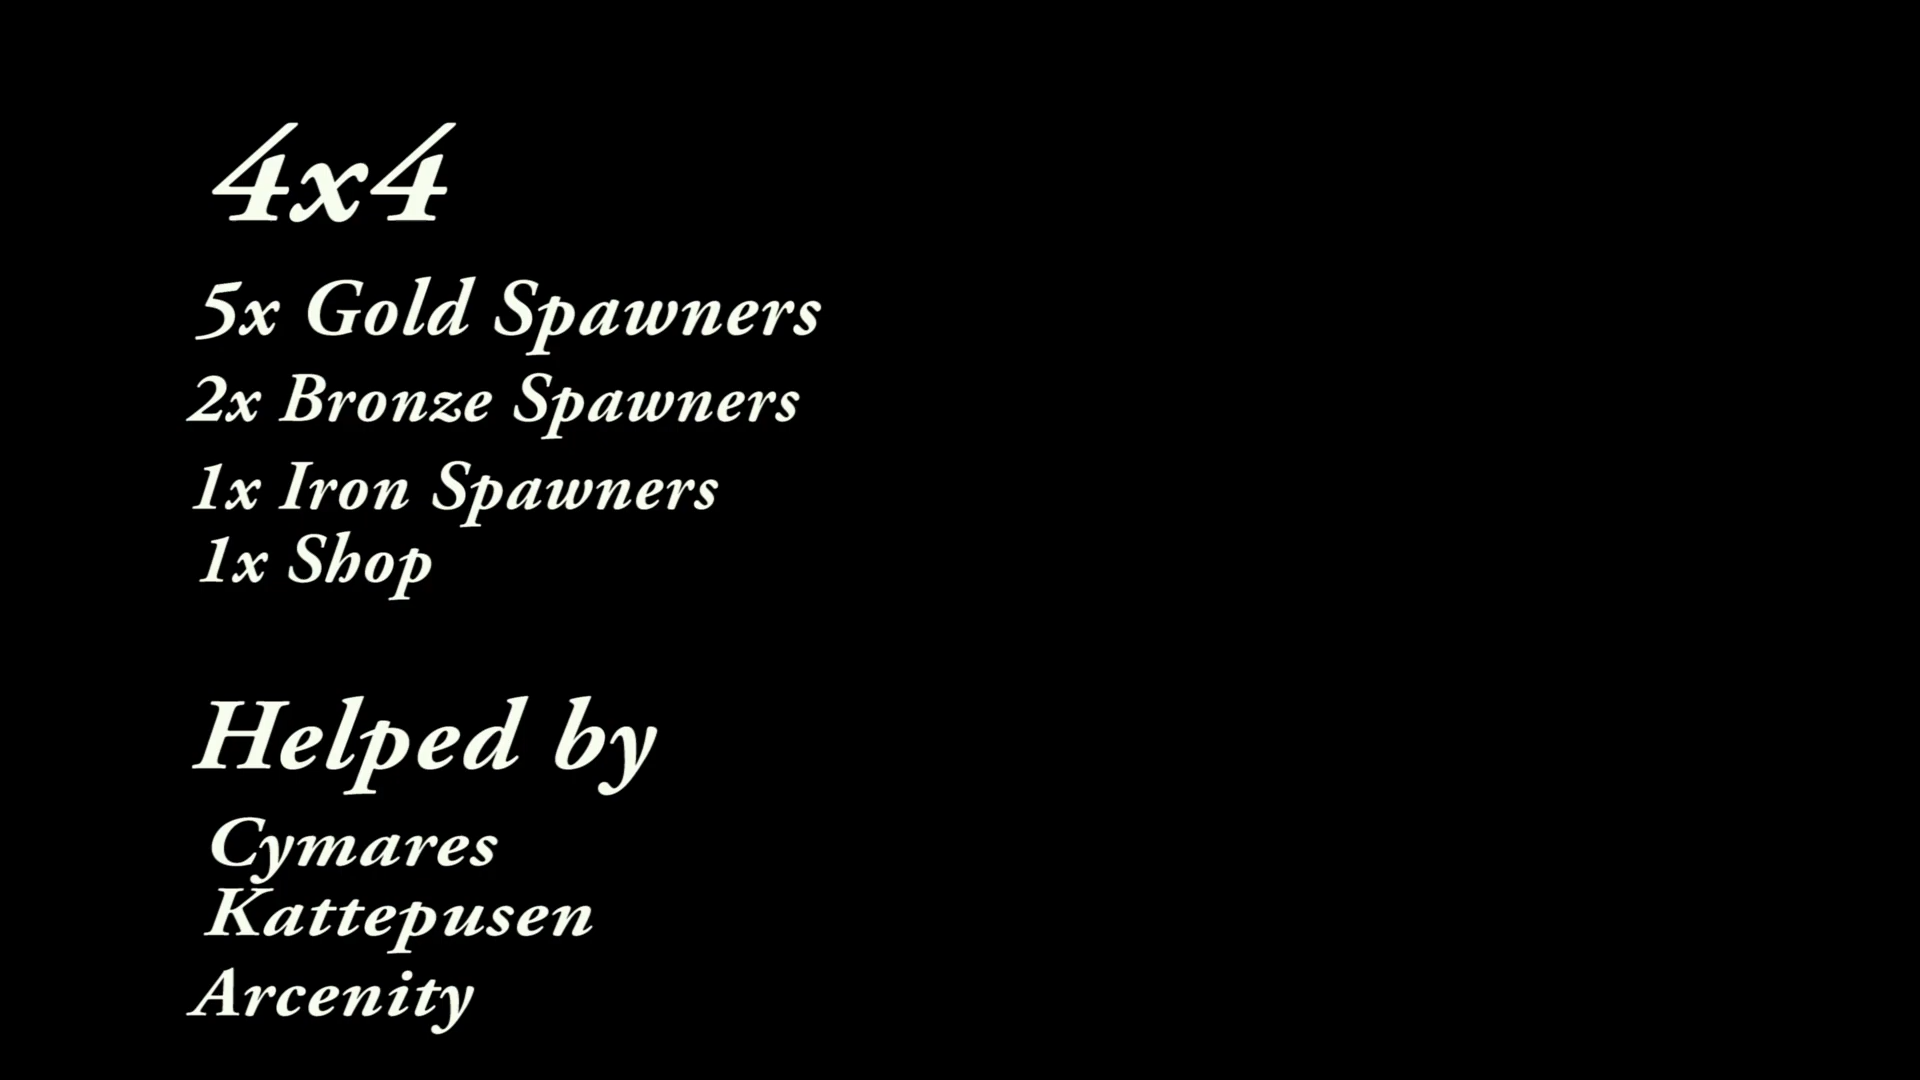 4x4
5x Gold Spawners
2x Bronze Spawners
1x Iron Spawners
1x Shop
Helped by
Cymares
Kattepusen
Arcenity